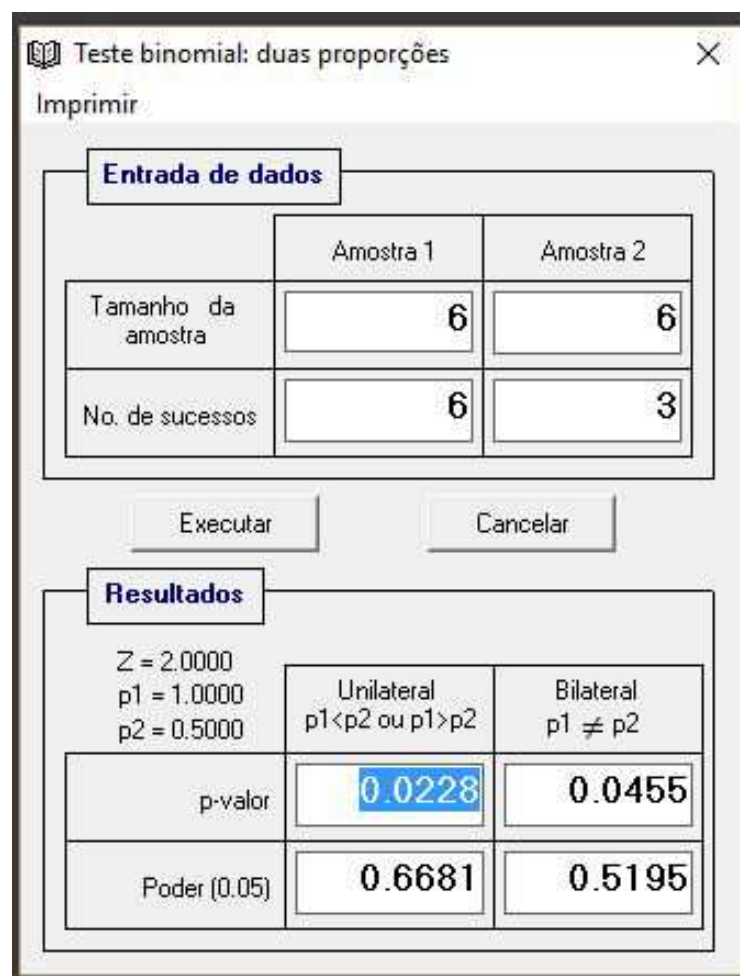 Teste binomial: duas proporções
Imprimir
Entrada de dados
Amostra 1
Amostra 2
Tamanho da
amostra
6
6
No. de sucessos
6
3
Executar
Cancelar
Resultados
Z = 2.0000
p1 = 1.0000
p2 = 0.5000
Unilateral
p1<p2 ou p1>p2
Bilateral
p1 ≠ p2
p-valor
0.0228
0.0455
Poder (0.05)
0.6681
0.5195